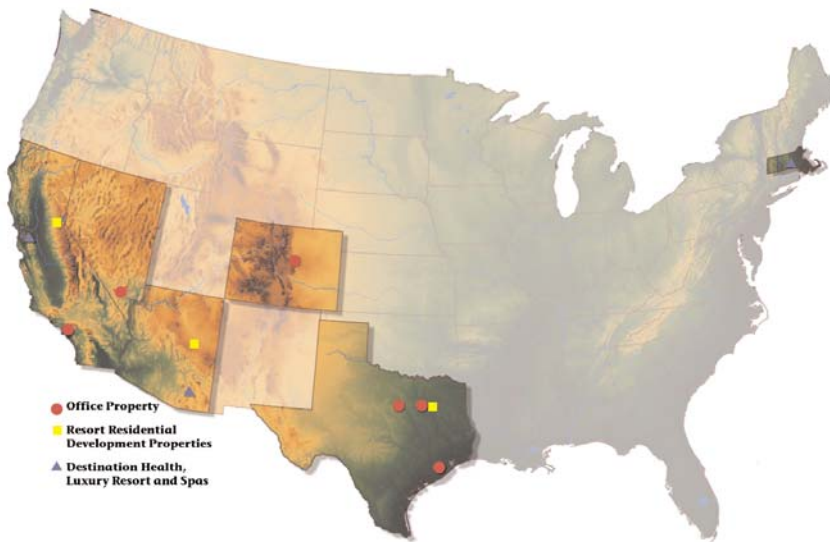 Office Property
Resort Residential
Development Properties
Destination Health,
Luxury Resort and Spas